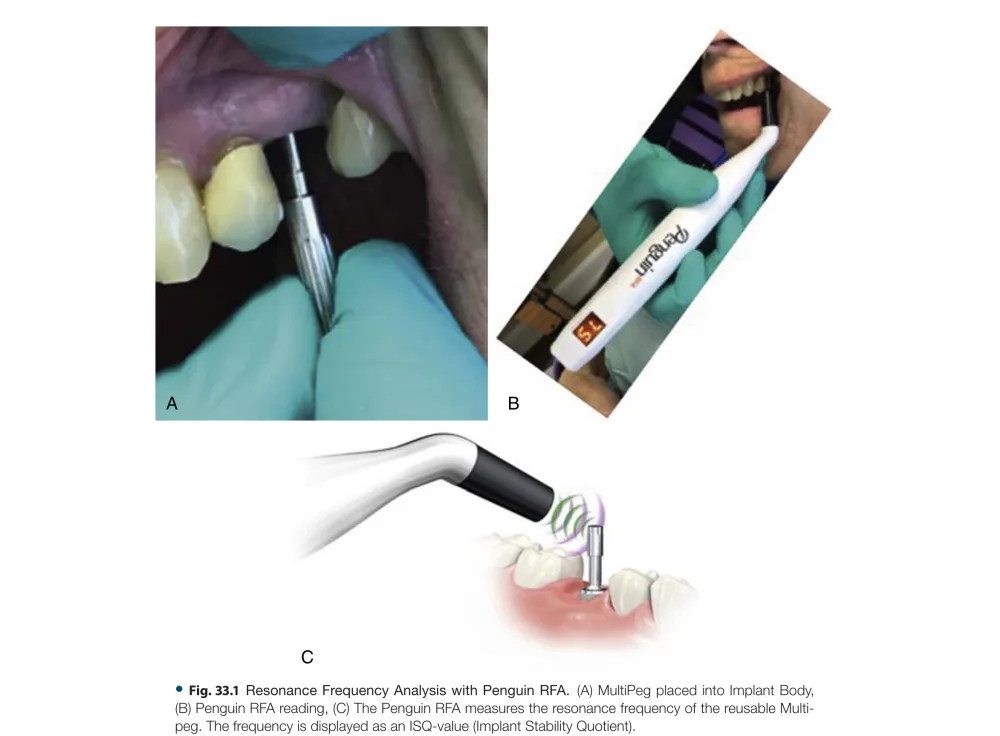 A
Penguin RFA
75
B
C
• Fig. 33.1 Resonance Frequency Analysis with Penguin RFA. (A) MultiPeg placed into Implant Body,
(B) Penguin RFA reading, (C) The Penguin RFA measures the resonance frequency of the reusable Multi-
peg. The frequency is displayed as an ISQ-value (Implant Stability Quotient).